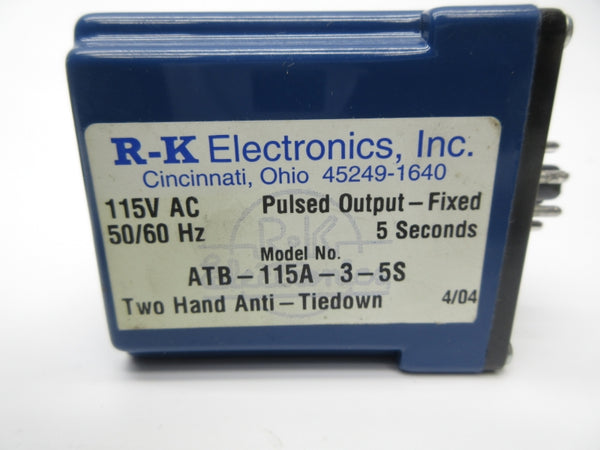 R-K Electronics, Inc.
Cincinnati, Ohio 45249-1640
115V AC Pulsed Output – Fixed
50/60 Hz 5 Seconds
Model No.
ATB – 115A – 3 – 5S
Two Hand Anti – Tiedown 4/04